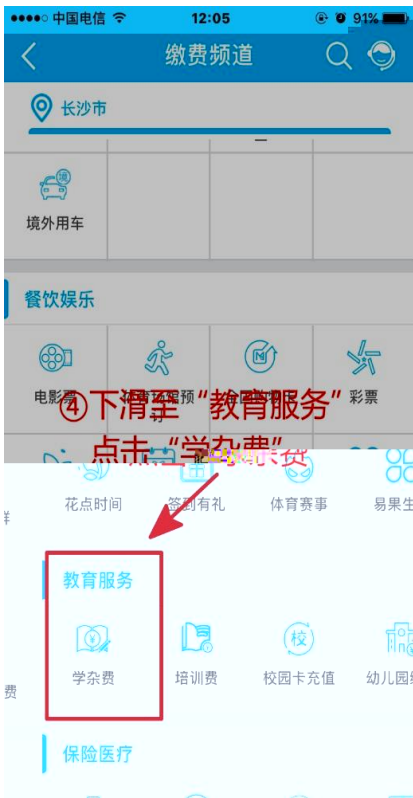 中国电信 12:05 91%
缴费频道
长沙市
境外用车
餐饮娱乐
电影票 彩票
④下滑至“教育服务”
点击“学杂费”
花点时间 签到有礼 体育赛事 易果生
教育服务
学杂费 培训费 校园卡充值 幼儿园
费
保险医疗